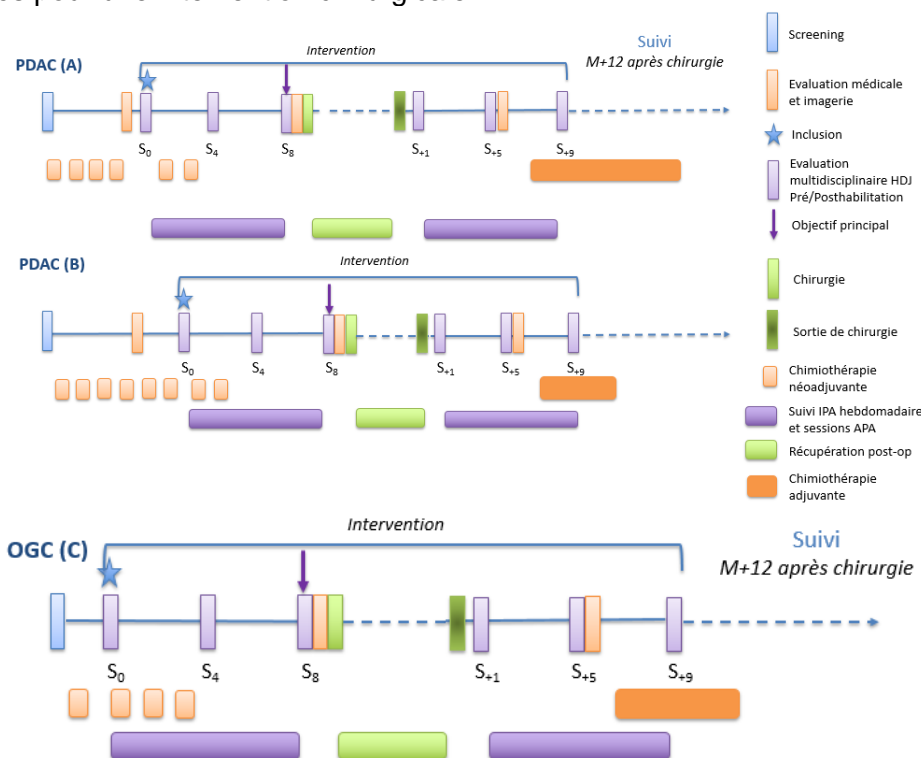 Intervention
Suivi
M+12 après chirurgie
PDAC (A)
S0
S4
S8
S+1
S+5
S+9
PDAC (B)
Intervention
S0
S4
S8
S+1
S+5
S+9
OGC (C)
Intervention
Suivi
M+12 après chirurgie
S0
S4
S8
S+1
S+5
S+9
Screening
Evaluation médicale
et imagerie
Inclusion
Evaluation
multidisciplinaire HDJ
Pré/Posthabilitation
Objectif principal
Chirurgie
Sortie de chirurgie
Chimiothérapie
néoadjuvante
Suivi IPA hebdomadaire
et sessions APA
Récupération post-op
Chimiothérapie
adjuvante